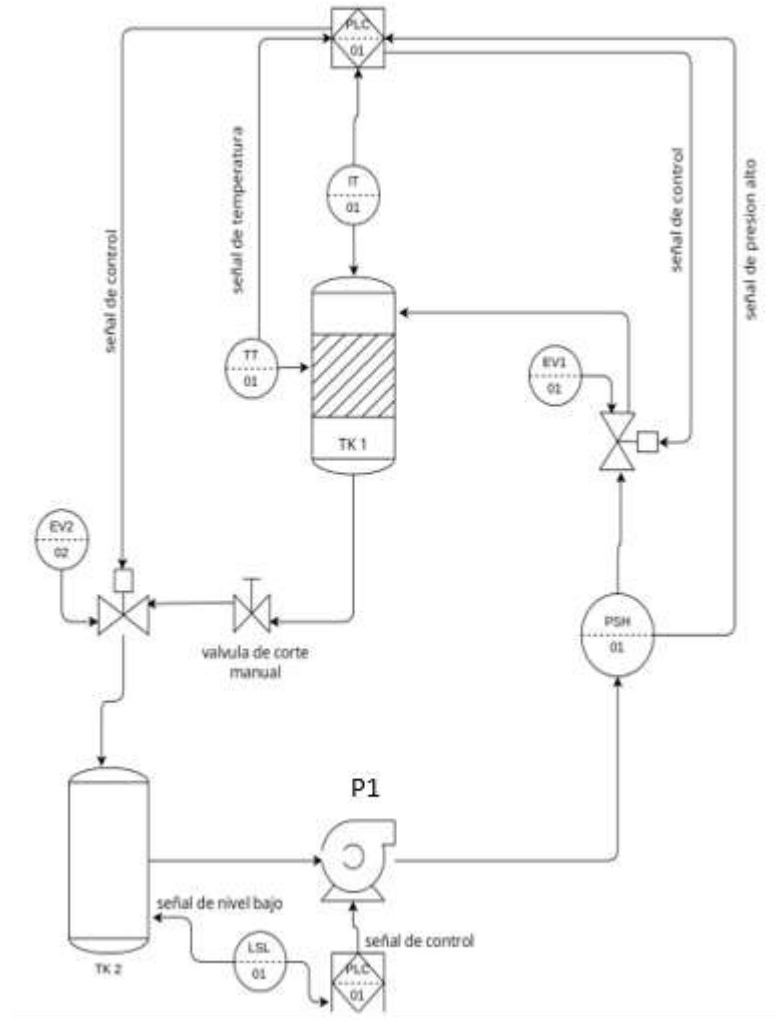 PLC
01
señal de temperatura
IT
01
señal de control
señal de presion alto
señal de control
TT
01
EV1
01
TK 1
EV2
02
valvula de corte
manual
PSH
01
P1
señal de nivel bajo
señal de control
LSL
01
PLC
01
TK 2